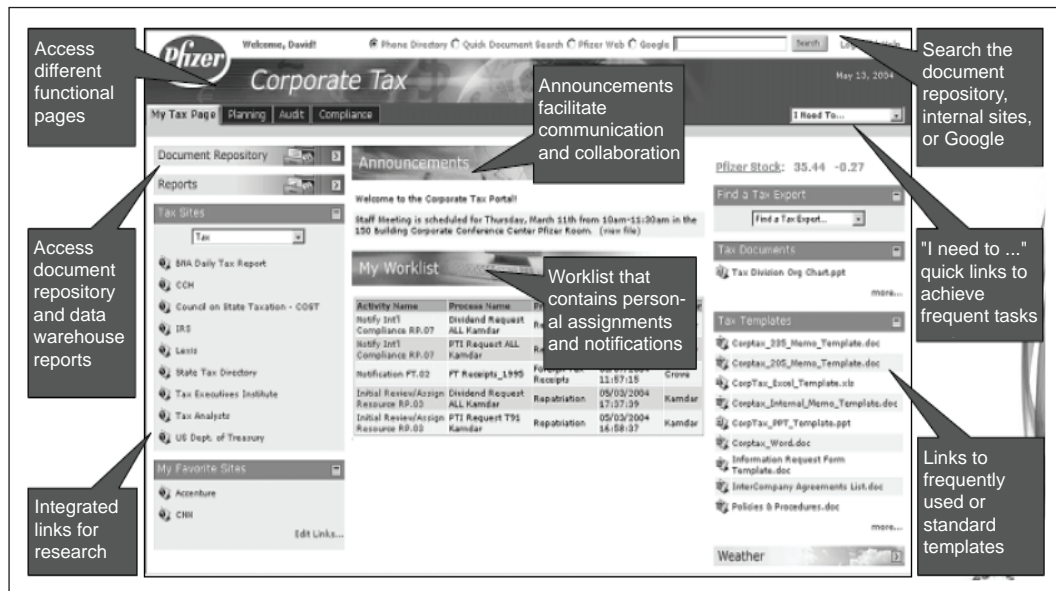 Access
different
functional
pages
Access
document
repository
and data
warehouse
reports
Integrated
links for
research
Pfizer
Welcome, David!
Phone Directory Quick Document Search Pfizer Web Google
Search
Help
Corporate Tax
May 13, 2004
My Tax Page Planning Audit Compliance
I Need To...
Document Repository
Reports
Tax Sites
Tax
BNA Daily Tax Report
CCH
Council on State Taxation - COST
IRS
Lexis
State Tax Directory
Tax Executives Institute
Tax Analysts
US Dept. of Treasury
My Favorite Sites
Accenture
CNN
Edit Links...
Announcements
Welcome to the Corporate Tax Portal!
Staff Meeting is scheduled for Thursday, March 11th from 10am-11:30am in the
150 Building Corporate Conference Center Pfizer Room. (view file)
My Worklist
Activity Name Process Name
Notify Int'l Dividend Request
Compliance RP.07 ALL Kamdar
Notify Int'l PTI Request ALL
Compliance RP.07 Kamdar
Notification FT.02 FT Receipts_1995 Receipts 11:57:15 Crove
Initial Review/Assign Dividend Request Repatriation 05/03/2004 Kamdar
Resource RP.03 ALL Kamdar 17:37:39
Initial Review/Assign PTI Request T91 Repatriation 05/03/2004 Kamdar
Resource RP.03 Kamdar 16:58:37
Announcements
facilitate
communication
and collaboration
Worklist that
contains person-
al assignments
and notifications
Pfizer Stock: 35.44 -0.27
Find a Tax Expert
Find a Tax Expert...
Tax Documents
Tax Division Org Chart.ppt
more...
Tax Templates
Corptax_335_Memo_Template.doc
Corptax_205_Memo_Template.doc
CorpTax_Excel_Template.xls
Corptax_Internal_Memo_Template.doc
CorpTax_PPT_Template.ppt
Corptax_Word.doc
Information Request Form
Template.doc
InterCompany Agreements List.doc
Policies & Procedures.doc
more...
Weather
Search the
document
repository,
internal sites,
or Google
"I need to ..."
quick links to
achieve
frequent tasks
Links to
frequently
used or
standard
templates